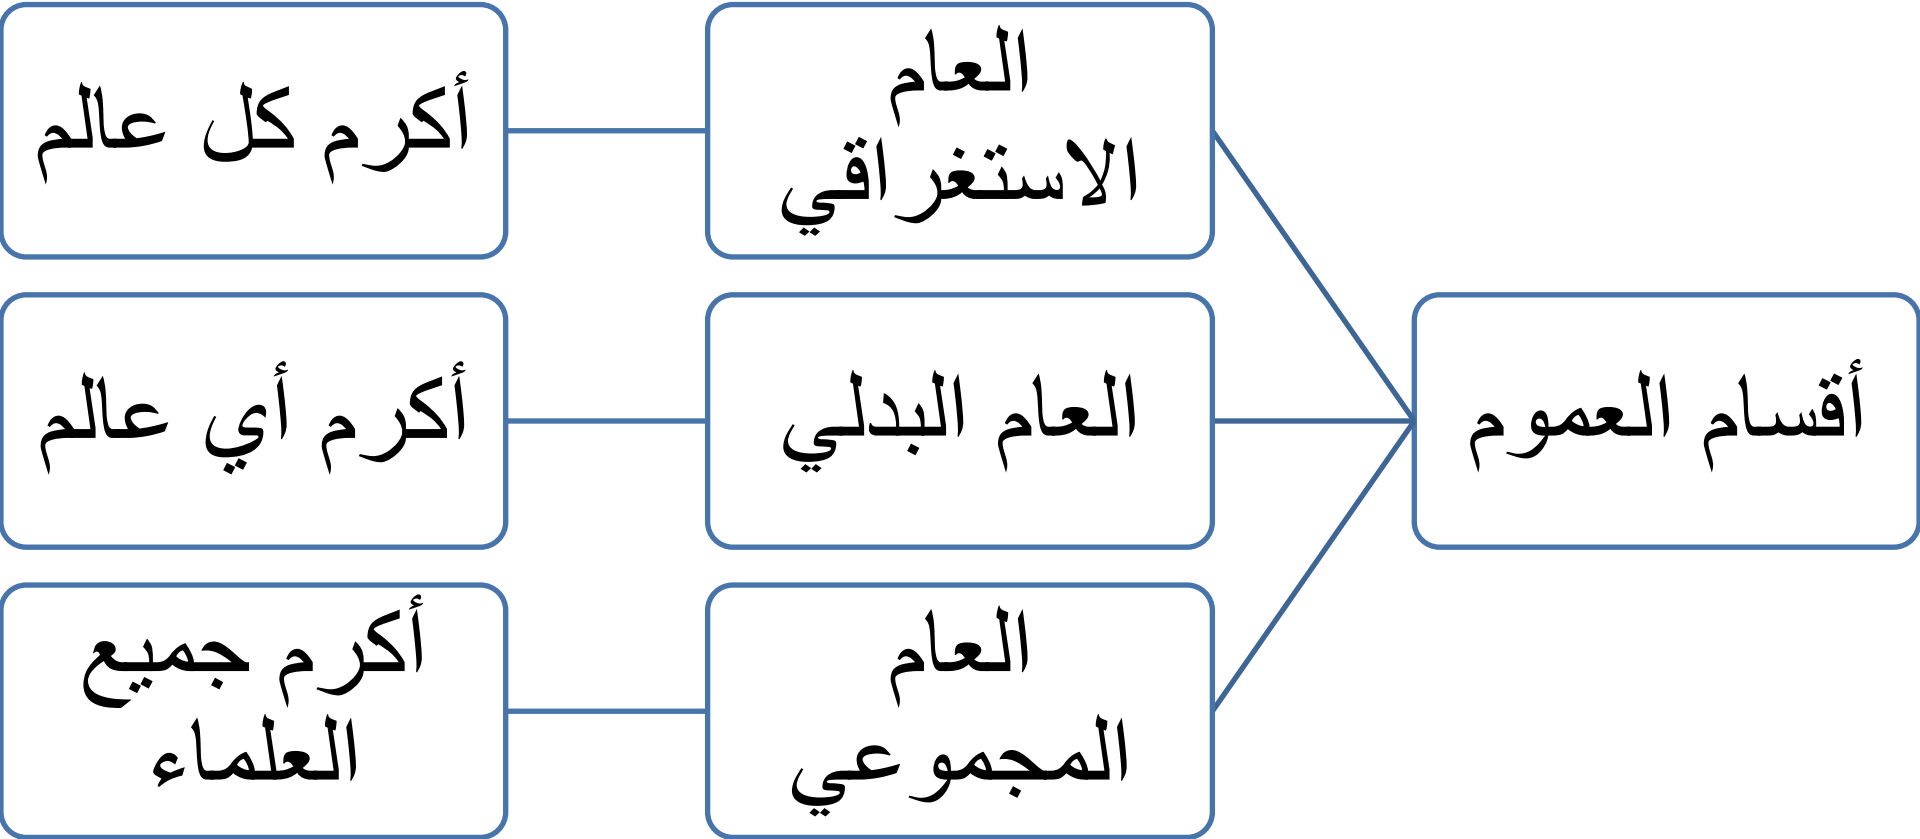 أقسام العموم
العام
الاستغراقي
أكرم كل عالم
العام البدلي
أكرم أي عالم
العام
المجموعي
أكرم جميع
العلماء